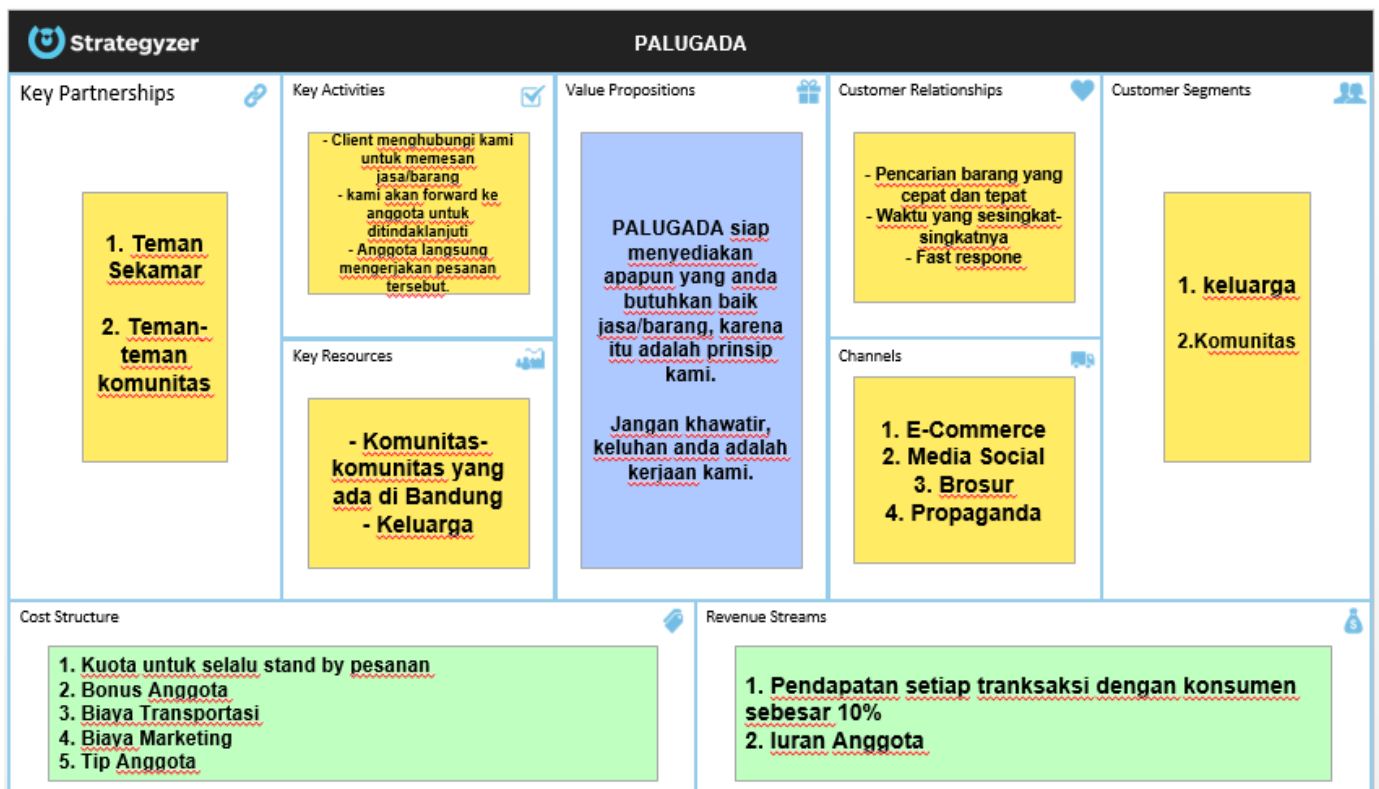 Strategyzer
PALUGADA
Key Partnerships
1. Teman
Sekamar
2. Teman-
teman
komunitas
Key Activities
- Client menghubungi kami
untuk memesan
jasa/barang
- kami akan forward ke
anggota untuk
ditindaklanjuti
- Anggota langsung
mengerjakan pesanan
tersebut.
Key Resources
- Komunitas-
komunitas yang
ada di Bandung
- Keluarga
Value Propositions
PALUGADA siap
menyediakan
apapun yang anda
butuhkan baik
jasa/barang, karena
itu adalah prinsip
kami.
Jangan khawatir,
keluhan anda adalah
kerjaan kami.
Customer Relationships
- Pencarian barang yang
cepat dan tepat
- Waktu yang sesingkat-
singkatnya
- Fast respone
Channels
1. E-Commerce
2. Media Social
3. Brosur
4. Propaganda
Customer Segments
1. keluarga
2.Komunitas
Cost Structure
1. Kuota untuk selalu stand by pesanan
2. Bonus Anggota
3. Biaya Transportasi
4. Biaya Marketing
5. Tip Anggota
Revenue Streams
1. Pendapatan setiap tranksaksi dengan konsumen
sebesar 10%
2. Iuran Anggota